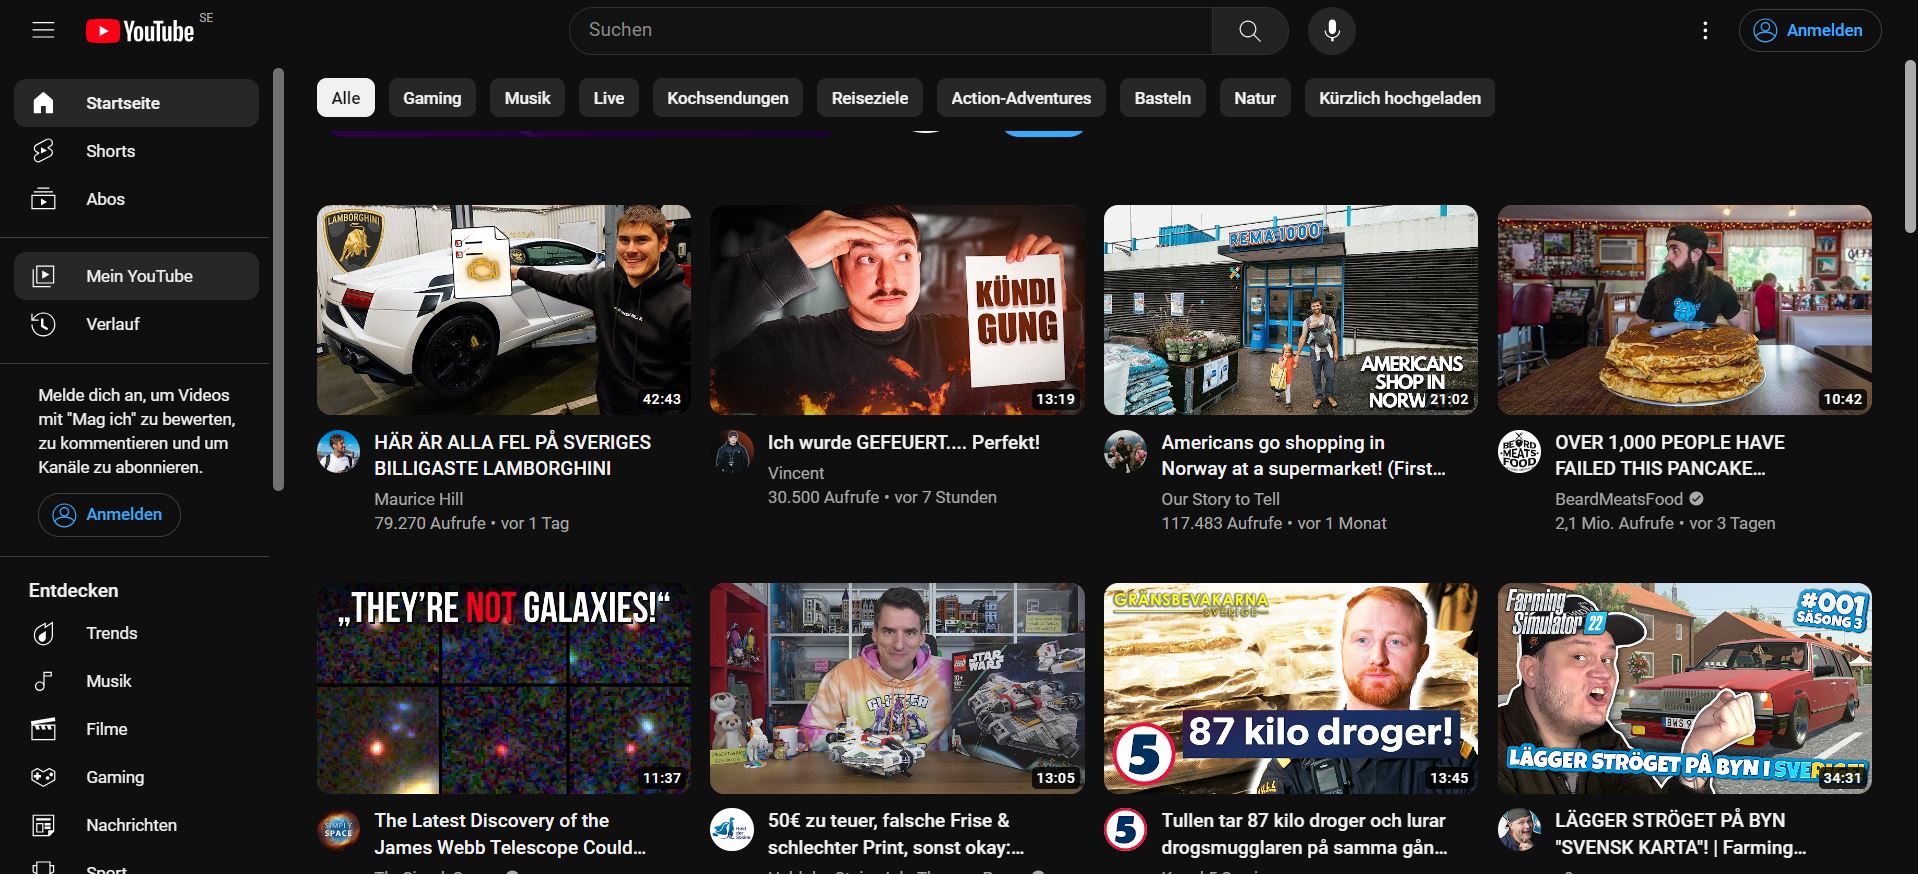 YouTube SE
Suchen
Anmelden
Startseite
Shorts
Abos
Mein YouTube
Verlauf
Melde dich an, um Videos
mit "Mag ich" zu bewerten,
zu kommentieren und um
Kanäle zu abonnieren.
Anmelden
Entdecken
Trends
Musik
Filme
Gaming
Nachrichten
Sport
Alle
Gaming
Musik
Live
Kochsendungen
Reiseziele
Action-Adventures
Basteln
Natur
Kürzlich hochgeladen
LAMBORGHINI
42:43
HÄR ÄR ALLA FEL PÅ SVERIGES
BILLIGASTE LAMBORGHINI
Maurice Hill
79.270 Aufrufe • vor 1 Tag
KÜNDI
GUNG
13:19
Ich wurde GEFEUERT.... Perfekt!
Vincent
30.500 Aufrufe • vor 7 Stunden
REMA 1000
AMERICANS
SHOP IN
NORW
21:02
Americans go shopping in
Norway at a supermarket! (First...
Our Story to Tell
117.483 Aufrufe • vor 1 Monat
10:42
BEARD
MEATS
FOOD
OVER 1,000 PEOPLE HAVE
FAILED THIS PANCAKE...
BeardMeatsFood
2,1 Mio. Aufrufe • vor 3 Tagen
„THEY'RE NOT GALAXIES!“
11:37
SIMPLY
SPACE
The Latest Discovery of the
James Webb Telescope Could...
LEGO
STAR
WARS
13:05
50€ zu teuer, falsche Frise &
schlechter Print, sonst okay:...
GRÄNSBEVAKARNA
SVERIGE
5
87 kilo droger!
13:45
5
Tullen tar 87 kilo droger och lurar
drogsmugglaren på samma gån...
Farming
Simulator 22
#001
SÄSONG 3
BWS 9
LÄGGER STRÖGET PÅ BYN I SVERIGE!
34:31
LÄGGER STRÖGET PÅ BYN
"SVENSK KARTA"! | Farming...